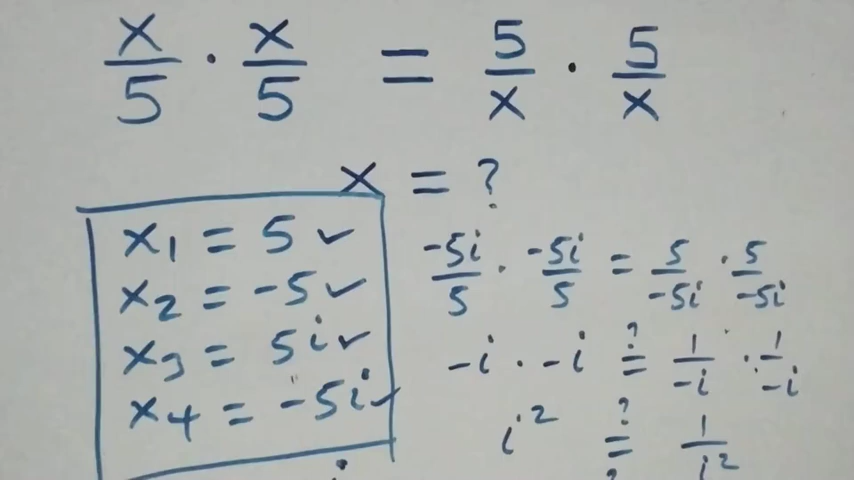 x/5 · x/5 = 5/x · 5/x
x = ?
x₁ = 5 ✓
x₂ = -5 ✓
x₃ = 5i ✓
x₄ = -5i ✓
-5i/5 · -5i/5 = 5/-5i · 5/-5i
-i · -i ≟ 1/-i · 1/-i
i² ≟ 1/i²